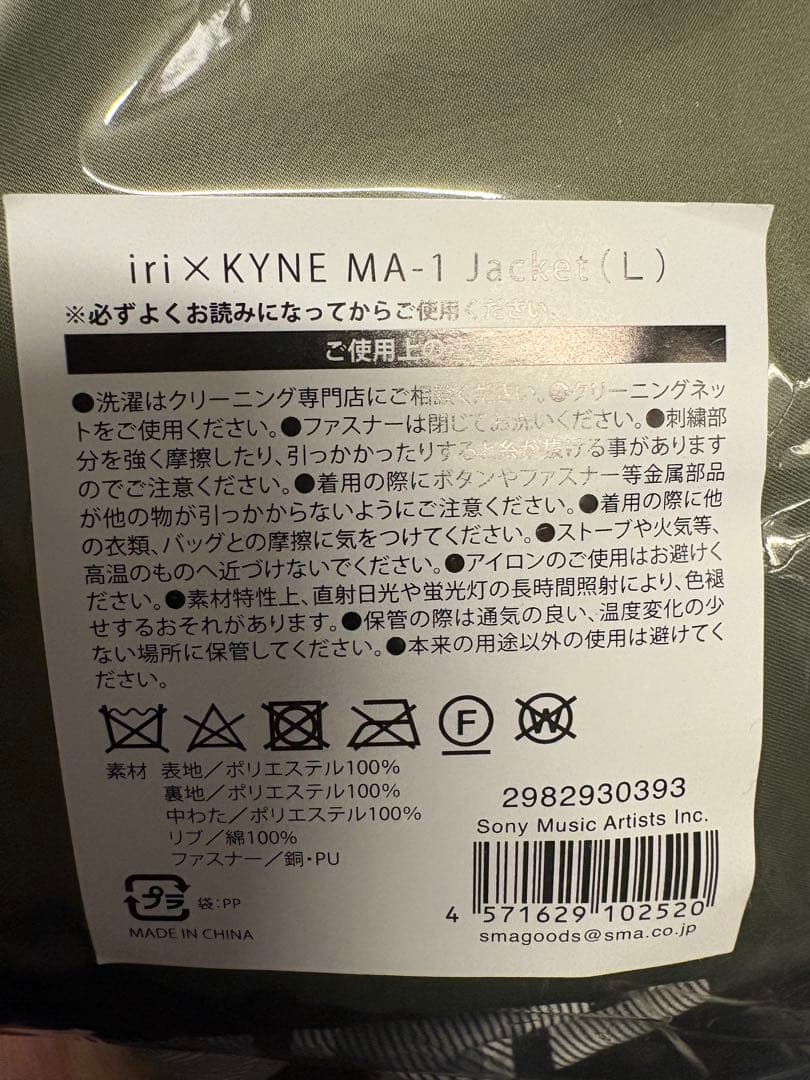 iri×KYNE MA-1 Jacket(L)
※必ずよくお読みになってからご使用ください。
ご使用上の
●洗濯はクリーニング専門店にご相談ください。●クリーニングネッ
トをご使用ください。●ファスナーは閉じてお洗いください。●刺繍部
分を強く摩擦したり、引っかかったりすると糸が抜ける事があります
のでご注意ください。●着用の際にボタンやファスナー等金属部品
が他の物が引っかからないようにご注意ください。●着用の際に他
の衣類、バッグとの摩擦に気をつけてください。●ストーブや火気等、
高温のものへ近づけないでください。●アイロンのご使用はお避けく
ださい。●素材特性上、直射日光や蛍光灯の長時間照射により、色褪
せするおそれがあります。●保管の際は通気の良い、温度変化の少
ない場所に保管してください。●本来の用途以外の使用は避けてく
ださい。
F W
素材 表地／ポリエステル100%
裏地／ポリエステル100%
中わた／ポリエステル100%
リブ／綿100%
ファスナー／銅・PU
プラ 袋:PP
MADE IN CHINA
2982930393
Sony Music Artists Inc.
4 571629 102520
smagoods@sma.co.jp